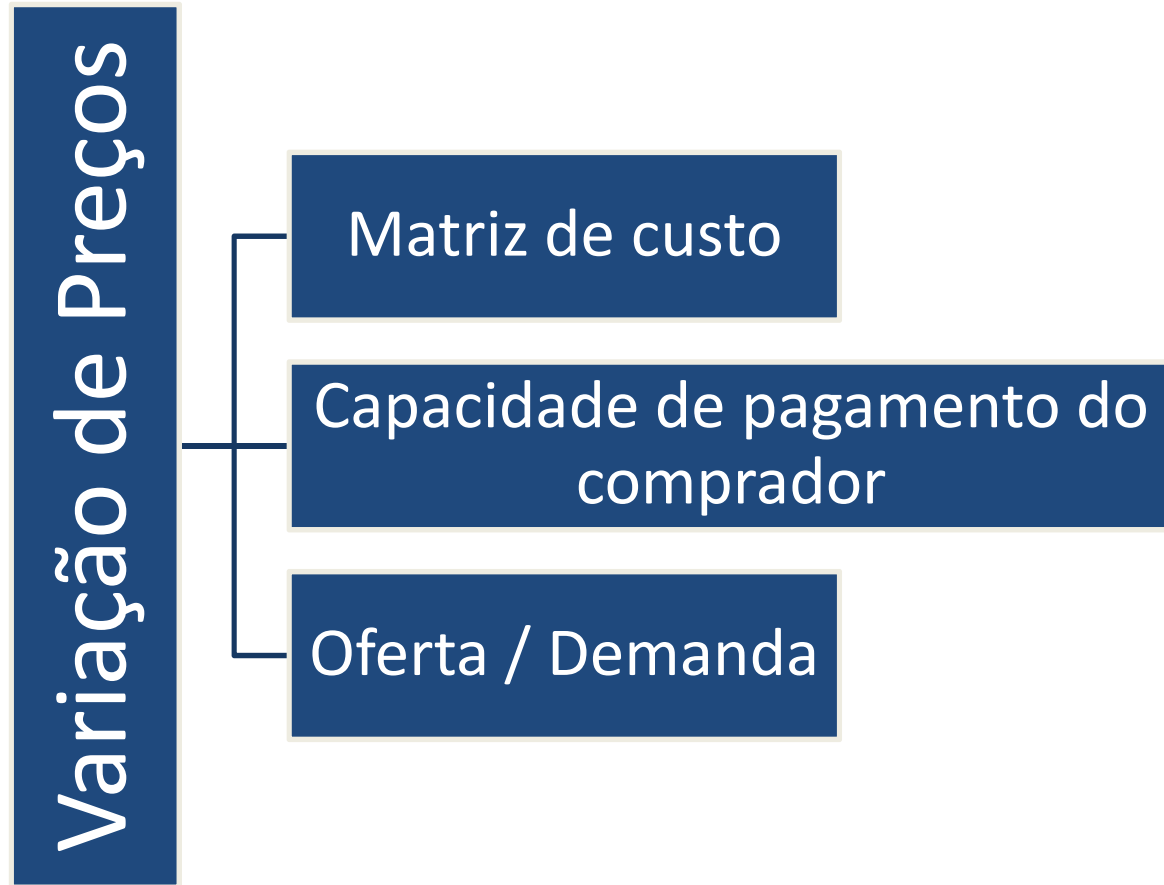 Variação de Preços
Matriz de custo
Capacidade de pagamento do
comprador
Oferta / Demanda